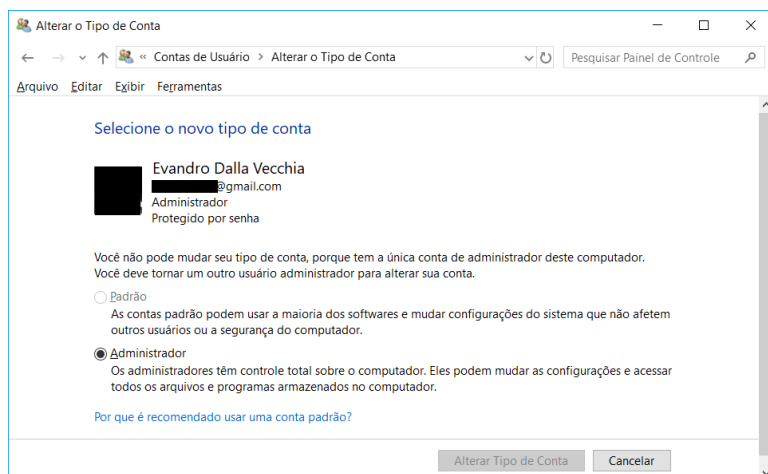 Alterar o Tipo de Conta
« Contas de Usuário > Alterar o Tipo de Conta
Pesquisar Painel de Controle
Arquivo Editar Exibir Ferramentas
Selecione o novo tipo de conta
Evandro Dalla Vecchia
@gmail.com
Administrador
Protegido por senha
Você não pode mudar seu tipo de conta, porque tem a única conta de administrador deste computador.
Você deve tornar um outro usuário administrador para alterar sua conta.
Padrão
As contas padrão podem usar a maioria dos softwares e mudar configurações do sistema que não afetem
outros usuários ou a segurança do computador.
Administrador
Os administradores têm controle total sobre o computador. Eles podem mudar as configurações e acessar
todos os arquivos e programas armazenados no computador.
Por que é recomendado usar uma conta padrão?
Alterar Tipo de Conta Cancelar